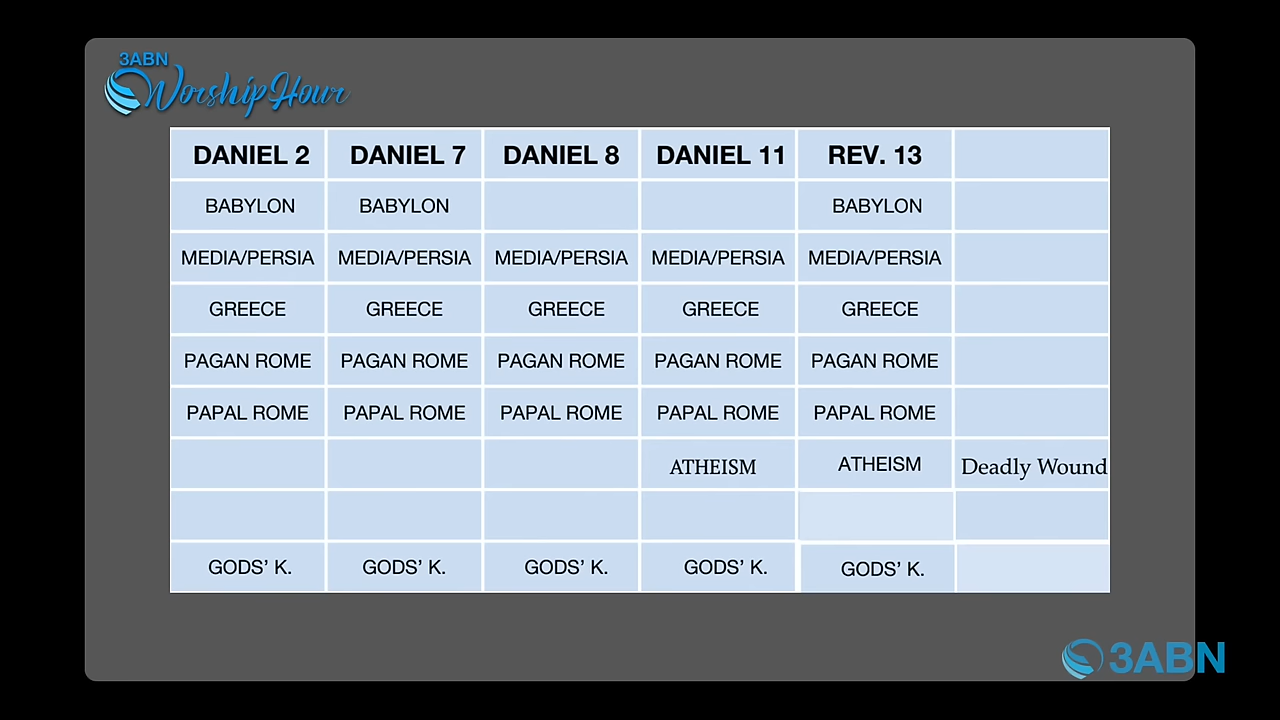 3ABN
Worship Hour
DANIEL 2 DANIEL 7 DANIEL 8 DANIEL 11 REV. 13
BABYLON BABYLON BABYLON
MEDIA/PERSIA MEDIA/PERSIA MEDIA/PERSIA MEDIA/PERSIA MEDIA/PERSIA
GREECE GREECE GREECE GREECE GREECE
PAGAN ROME PAGAN ROME PAGAN ROME PAGAN ROME PAGAN ROME
PAPAL ROME PAPAL ROME PAPAL ROME PAPAL ROME PAPAL ROME
ATHEISM ATHEISM Deadly Wound
GODS’ K. GODS’ K. GODS’ K. GODS’ K. GODS’ K.
3ABN